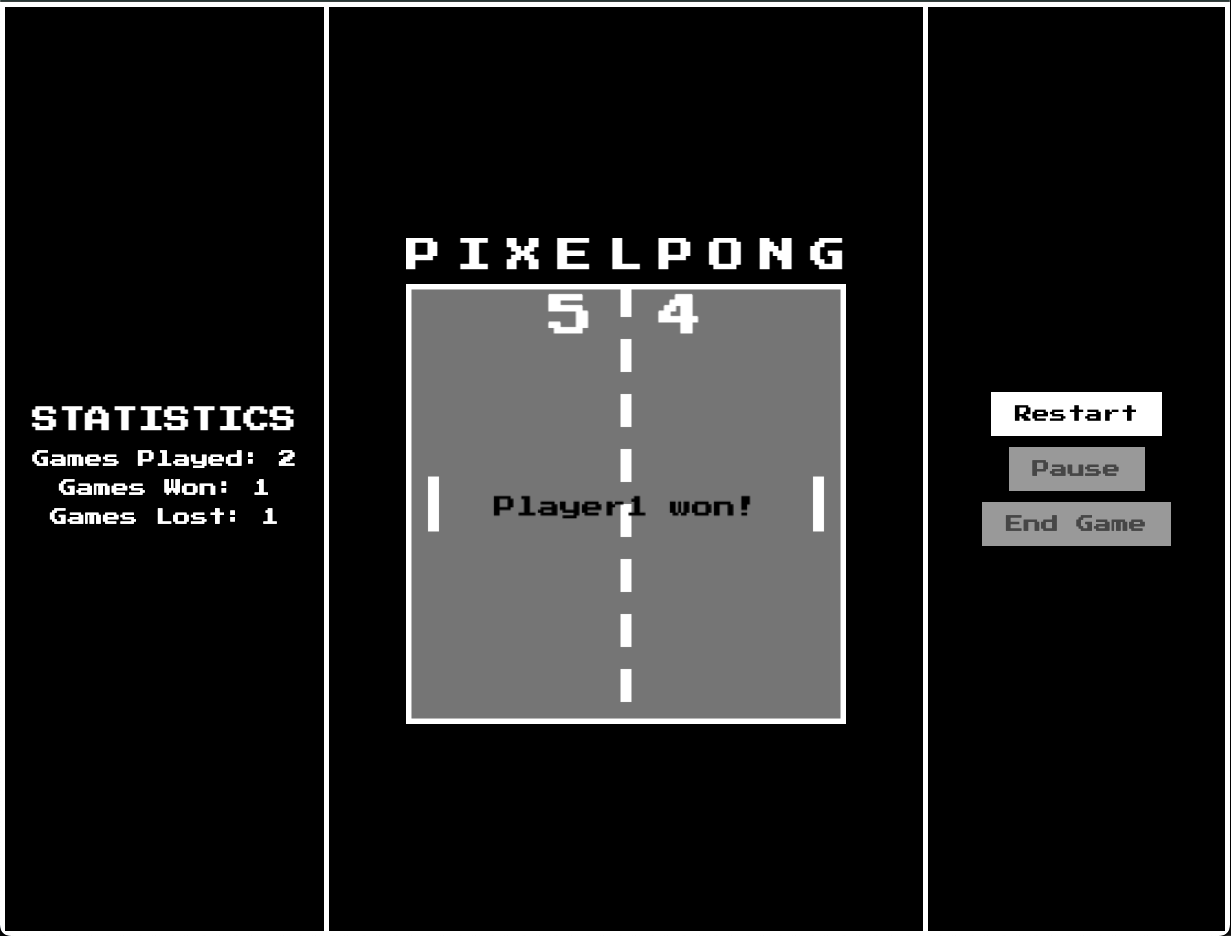 STATISTICS
Games Played: 2
Games Won: 1
Games Lost: 1
PIXELPONG
5 4
Player1 won!
Restart
Pause
End Game